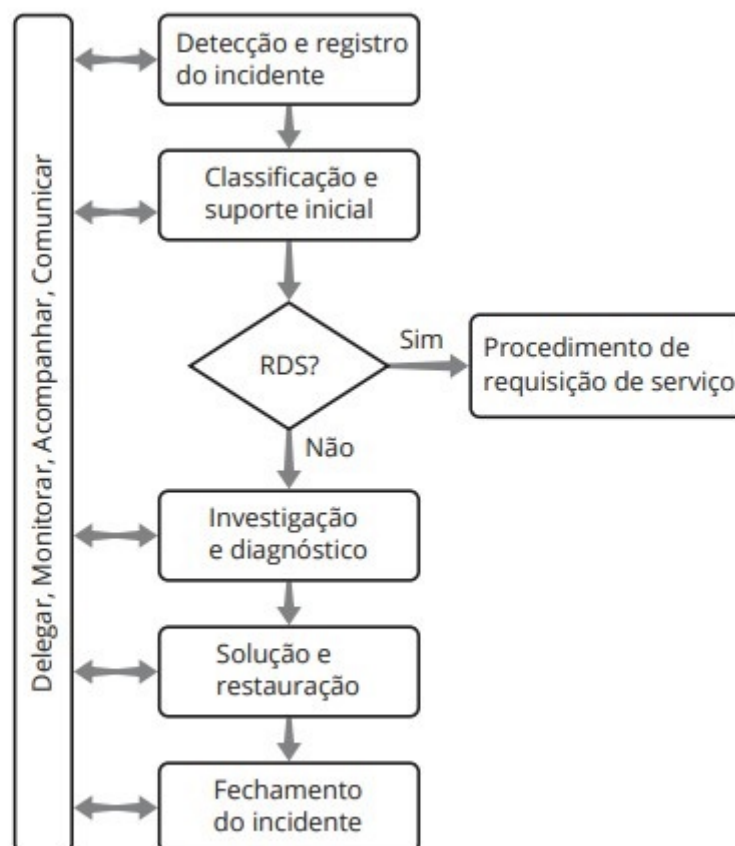 Delegar, Monitorar, Acompanhar, Comunicar
Detecção e registro
do incidente
Classificação e
suporte inicial
RDS?
Sim
Procedimento de
requisição de serviço
Não
Investigação
e diagnóstico
Solução e
restauração
Fechamento
do incidente